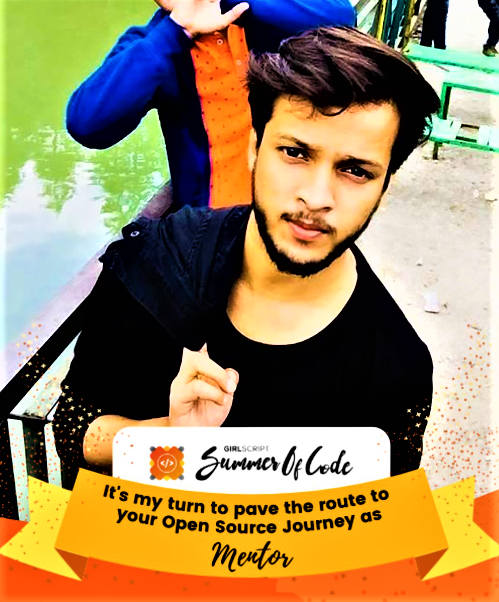 GIRLSCRIPT
Summer Of Code
It's my turn to pave the route to
your Open Source Journey as
Mentor